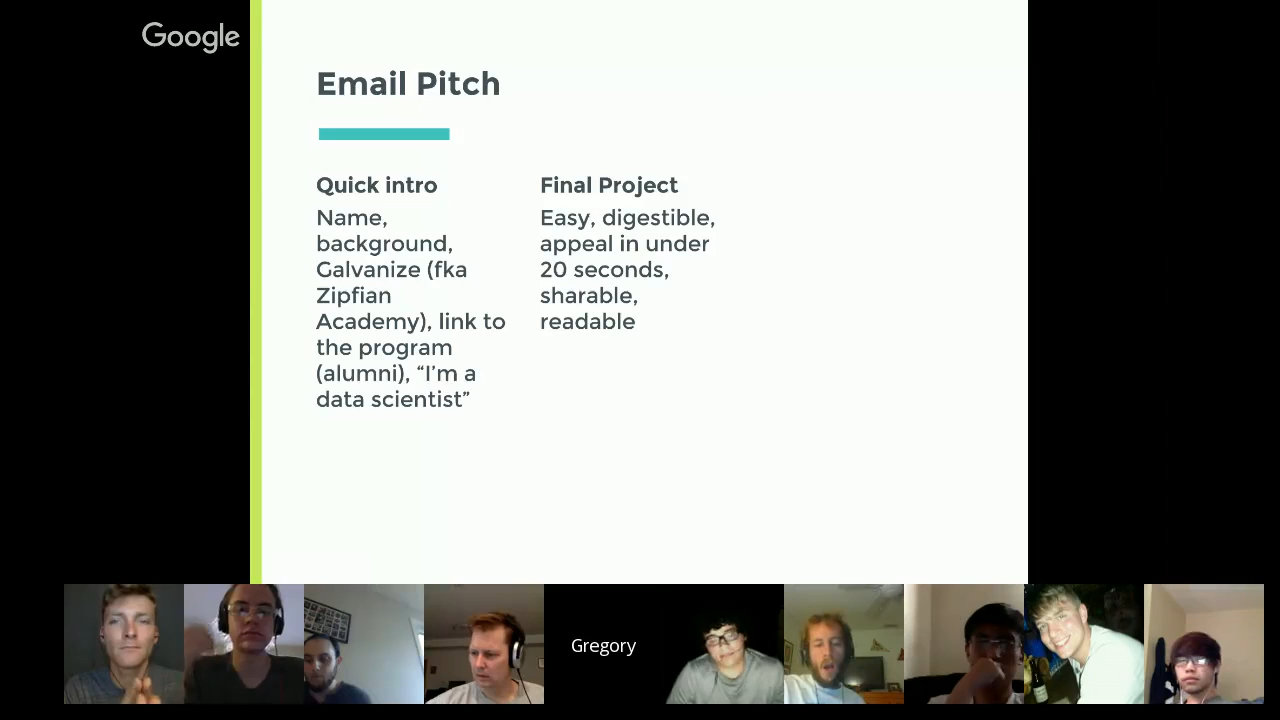 Google
Email Pitch
Quick intro
Name,
background,
Galvanize (fka
Zipfian
Academy), link to
the program
(alumni), “I’m a
data scientist”
Final Project
Easy, digestible,
appeal in under
20 seconds,
sharable,
readable
Gregory